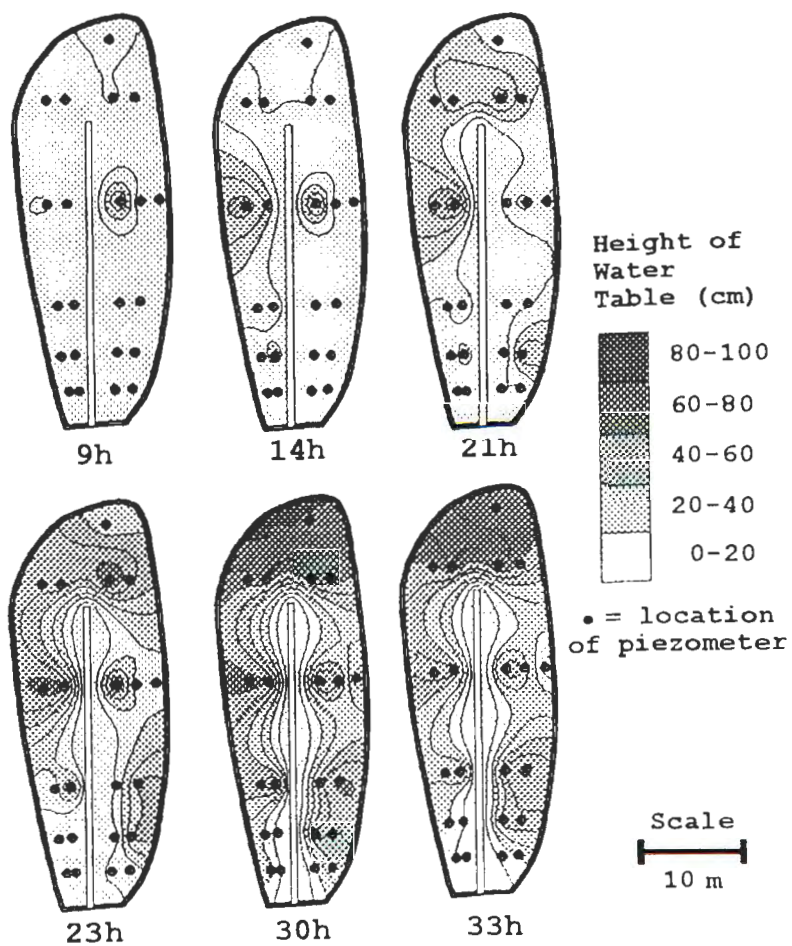 9h
14h
21h
Height of
Water
Table (cm)
80-100
60-80
40-60
20-40
0-20
• = location
of piezometer
23h
30h
33h
Scale
10 m